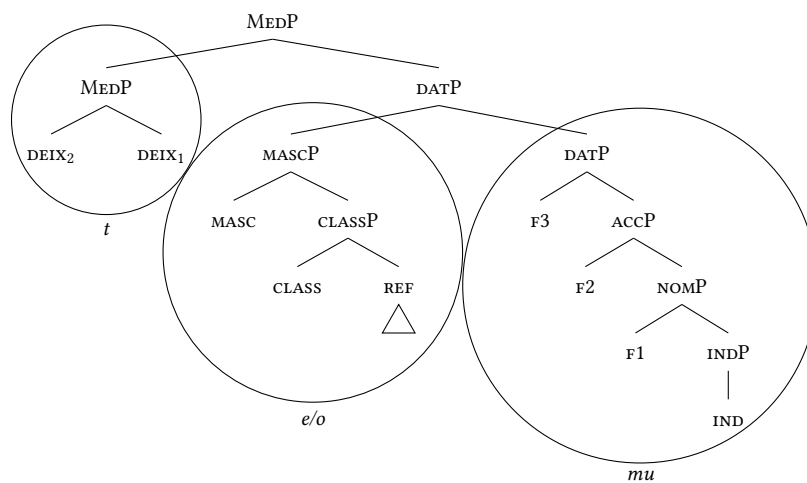 MedP
MedP datP
deix₂ deix₁ mascP datP
masc classP f3 accP
t
class ref f2 nomP
f1 indP
e/o ind
mu